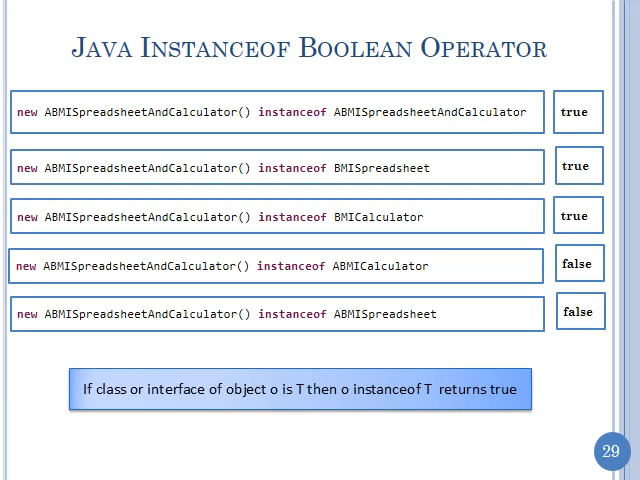 JAVA INSTANCEOF BOOLEAN OPERATOR
new ABMISpreadsheetAndCalculator() instanceof ABMISpreadsheetAndCalculator true
new ABMISpreadsheetAndCalculator() instanceof BMISpreadsheet true
new ABMISpreadsheetAndCalculator() instanceof BMICalculator true
new ABMISpreadsheetAndCalculator() instanceof ABMICalculator false
new ABMISpreadsheetAndCalculator() instanceof ABMISpreadsheet false
If class or interface of object o is T then o instanceof T returns true
29